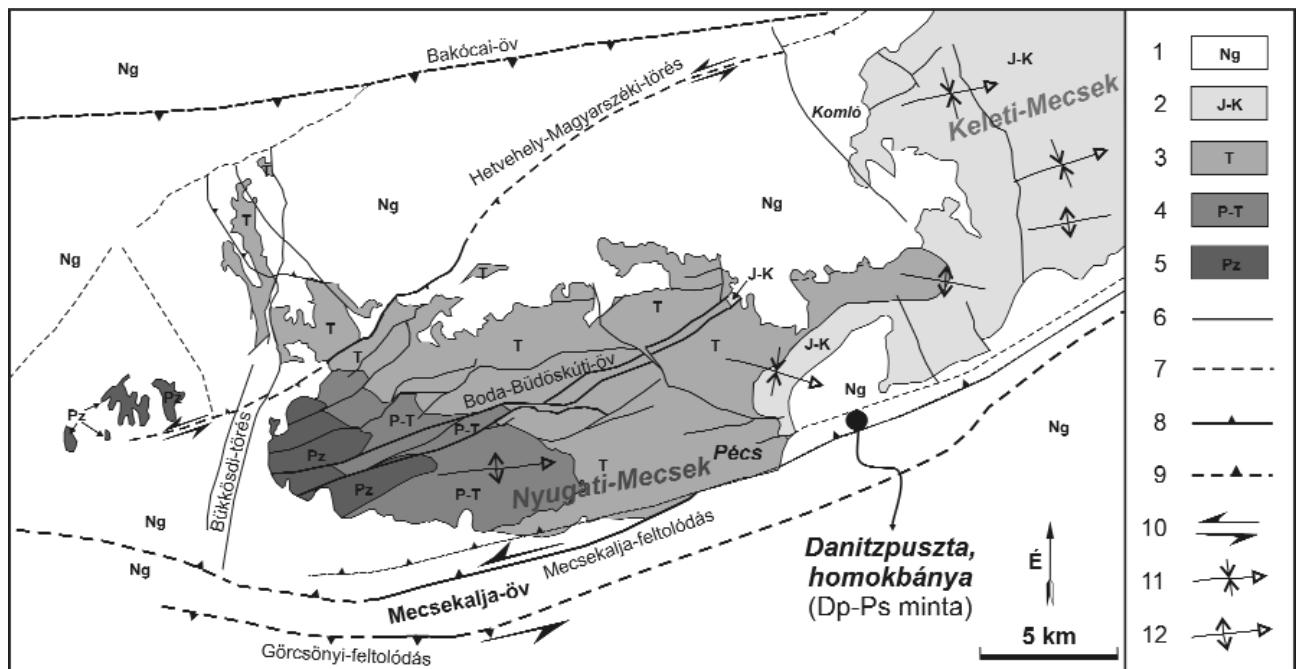 Ng
Bakócai-öv
Hetvehely-Magyarszéki-törés
J-K
Komló
Keleti-Mecsek
T
T
Ng
Ng
Ng
T
J-K
T
T
T
T
T
J-K
Boda-Büdöskúti-öv
Ng
Pz
Pz
Bükkösdi-törés
P-T
P-T
Pz
Pz
P-T
T
Nyugati-Mecsek
Pécs
Ng
Ng
Ng
Mecsekalja-feltolódás
Mecsekalja-öv
Görcsönyi-feltolódás
Danitzpuszta,
homokbánya
(Dp-Ps minta)
É
5 km
1 Ng
2 J-K
3 T
4 P-T
5 Pz
6
7
8
9
10
11
12